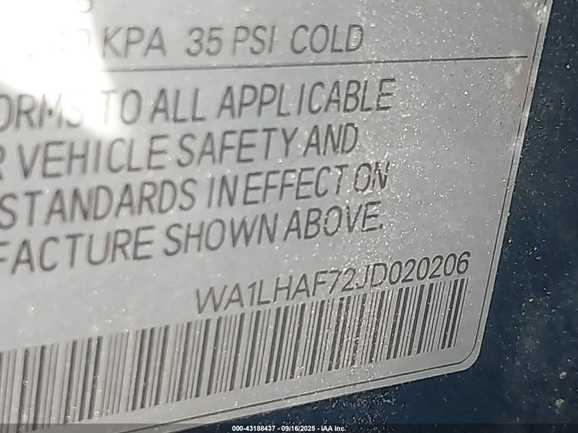 KPA 35 PSI COLD
ORMS TO ALL APPLICABLE
VEHICLE SAFETY AND
STANDARDS IN EFFECT ON
FACTURE SHOWN ABOVE.
WA1LHAF72JD020206
000-43188437 - 09/16/2025 - IAA Inc.